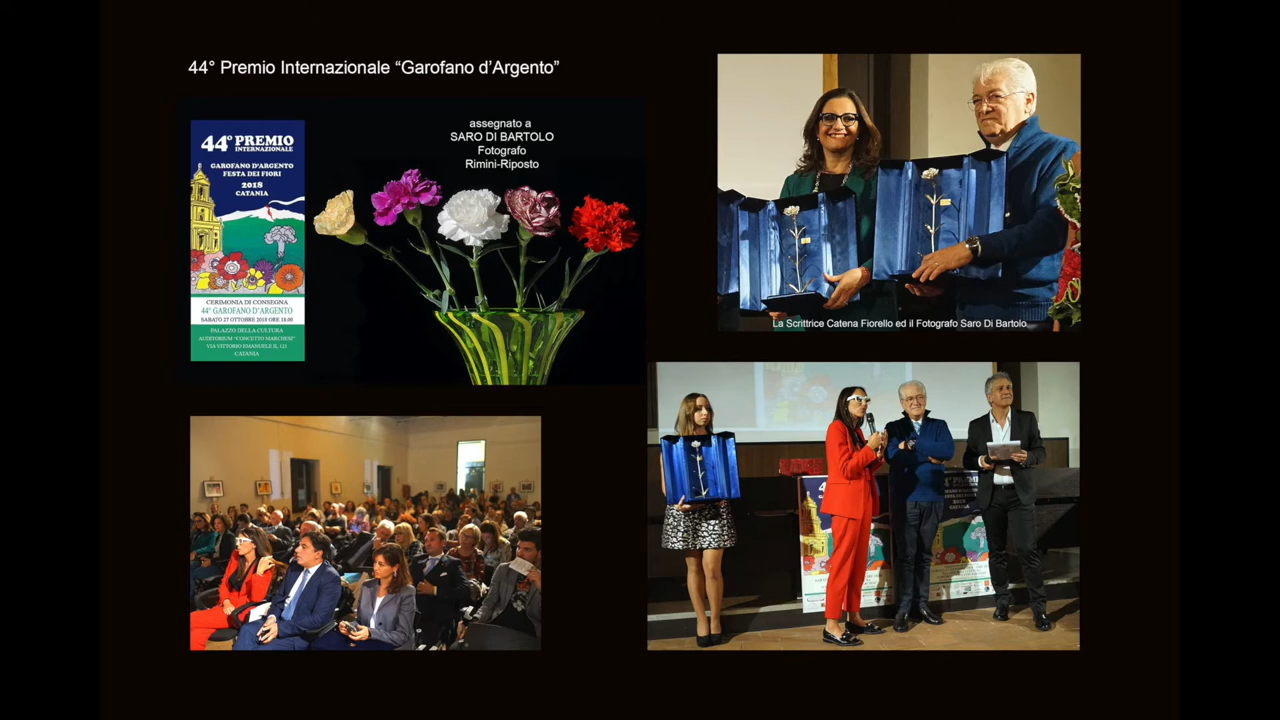 44° Premio Internazionale “Garofano d’Argento”
assegnato a
SARO DI BARTOLO
Fotografo
Rimini-Riposto
44° PREMIO
INTERNAZIONALE
GAROFANO D'ARGENTO
FESTA DEI FIORI
2018
CATANIA
CERIMONIA DI CONSEGNA
44° GAROFANO D'ARGENTO
SABATO 27 OTTOBRE 2018 ORE 18.00
PALAZZO DELLA CULTURA
AUDITORIUM "CONCETTO MARCHESI"
VIA VITTORIO EMANUELE II, 121
CATANIA
La Scrittrice Catena Fiorello ed il Fotografo Saro Di Bartolo